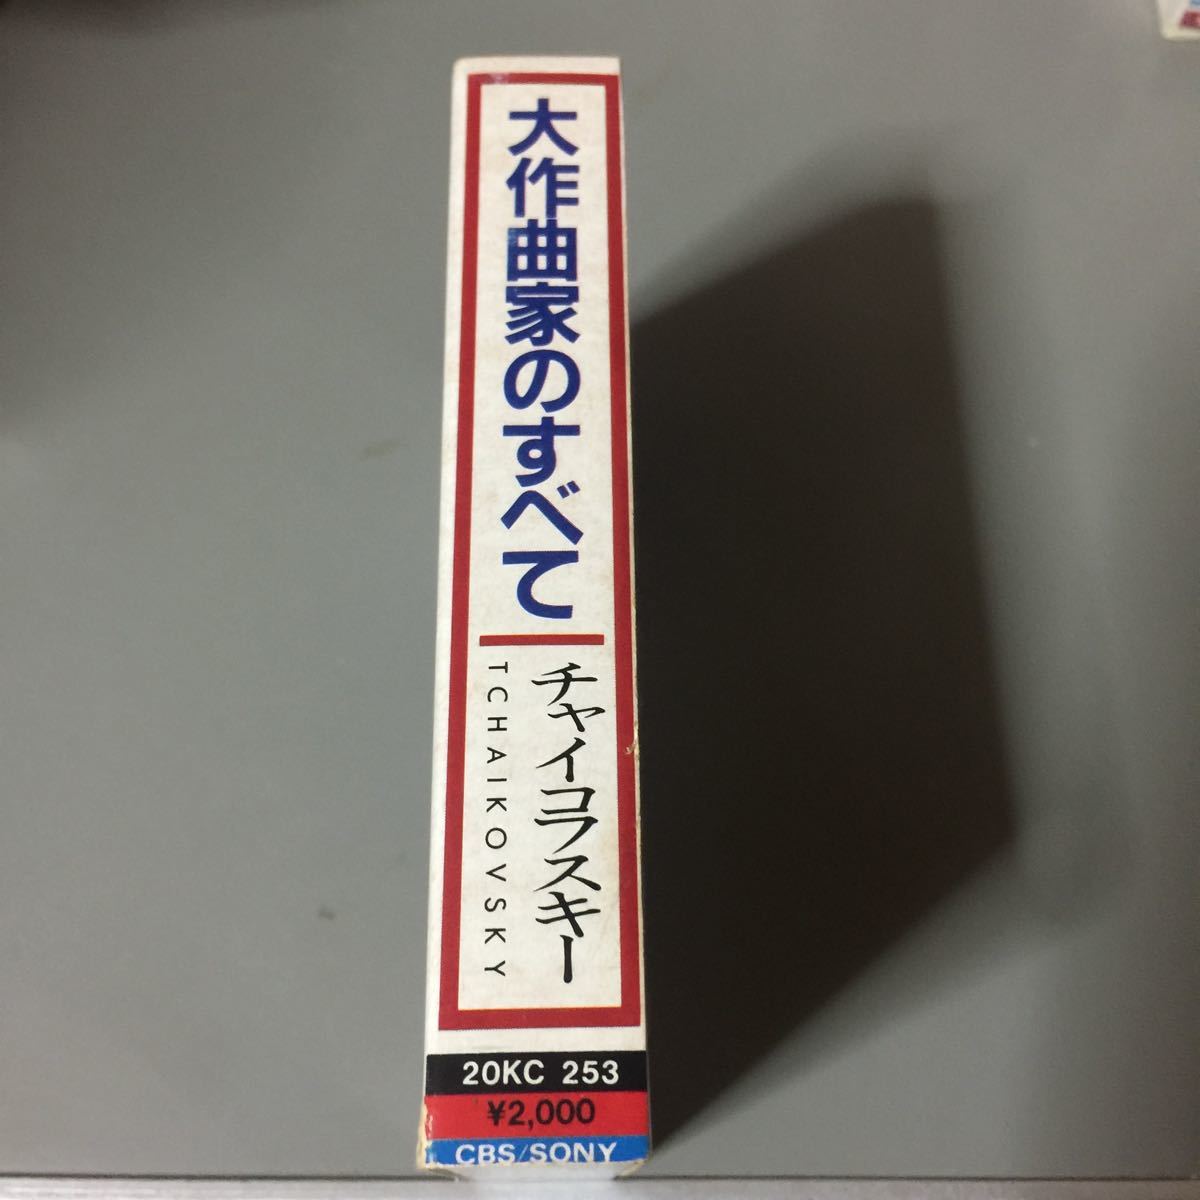 大作曲家のすべて
チャイコフスキー
TCHAIKOVSKY
20KC 253
¥2,000
CBS/SONY